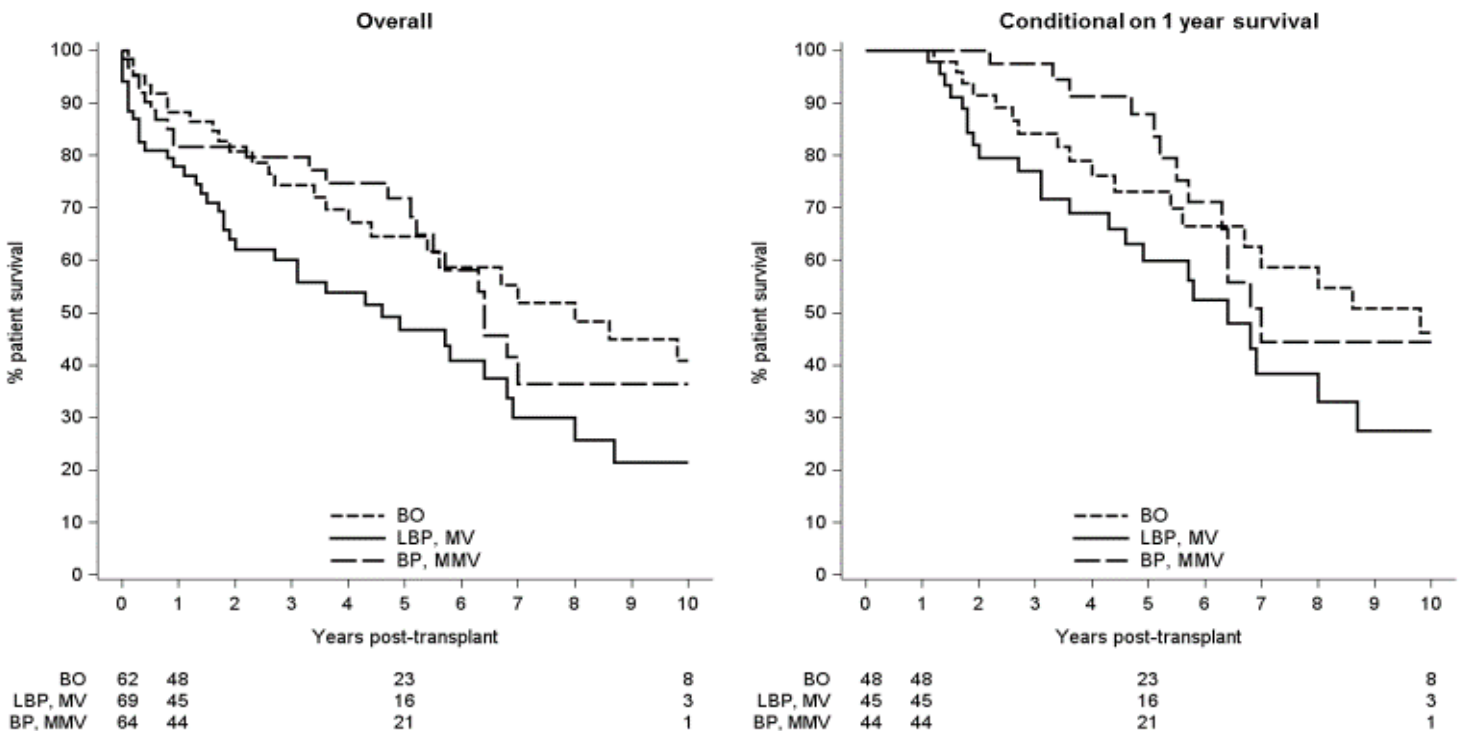 Overall
100
90
80
70
60
50
40
30
20
10
0
% patient survival
BO
LBP, MV
BP, MMV
0 1 2 3 4 5 6 7 8 9 10
Years post-transplant
BO 62 48 23 8
LBP, MV 69 45 16 3
BP, MMV 64 44 21 1
Conditional on 1 year survival
100
90
80
70
60
50
40
30
20
10
0
% patient survival
BO
LBP, MV
BP, MMV
0 1 2 3 4 5 6 7 8 9 10
Years post-transplant
BO 48 48 23 8
LBP, MV 45 45 16 3
BP, MMV 44 44 21 1